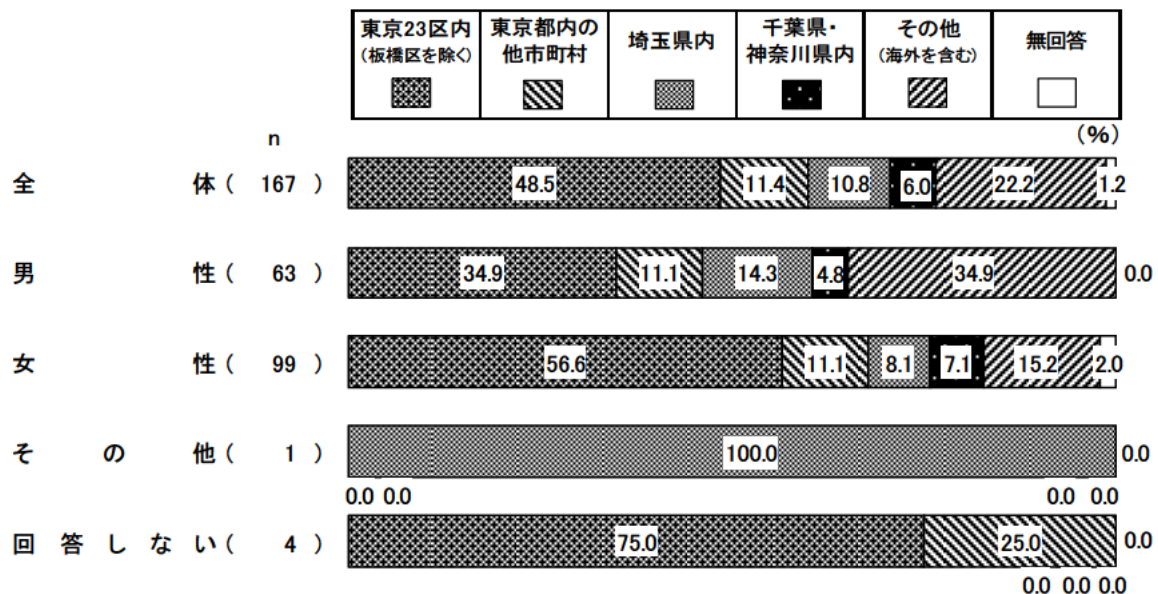 東京23区内 東京都内の 埼玉県内 千葉県・ その他 無回答
(板橋区を除く) 他市町村 神奈川県内 (海外を含む)
n (%)
全体( 167 ) 48.5 11.4 10.8 6.0 22.2 1.2
男性( 63 ) 34.9 11.1 14.3 4.8 34.9 0.0
女性( 99 ) 56.6 11.1 8.1 7.1 15.2 2.0
その他( 1 ) 100.0 0.0
0.0 0.0 0.0 0.0
回答しない( 4 ) 75.0 25.0 0.0
0.0 0.0 0.0